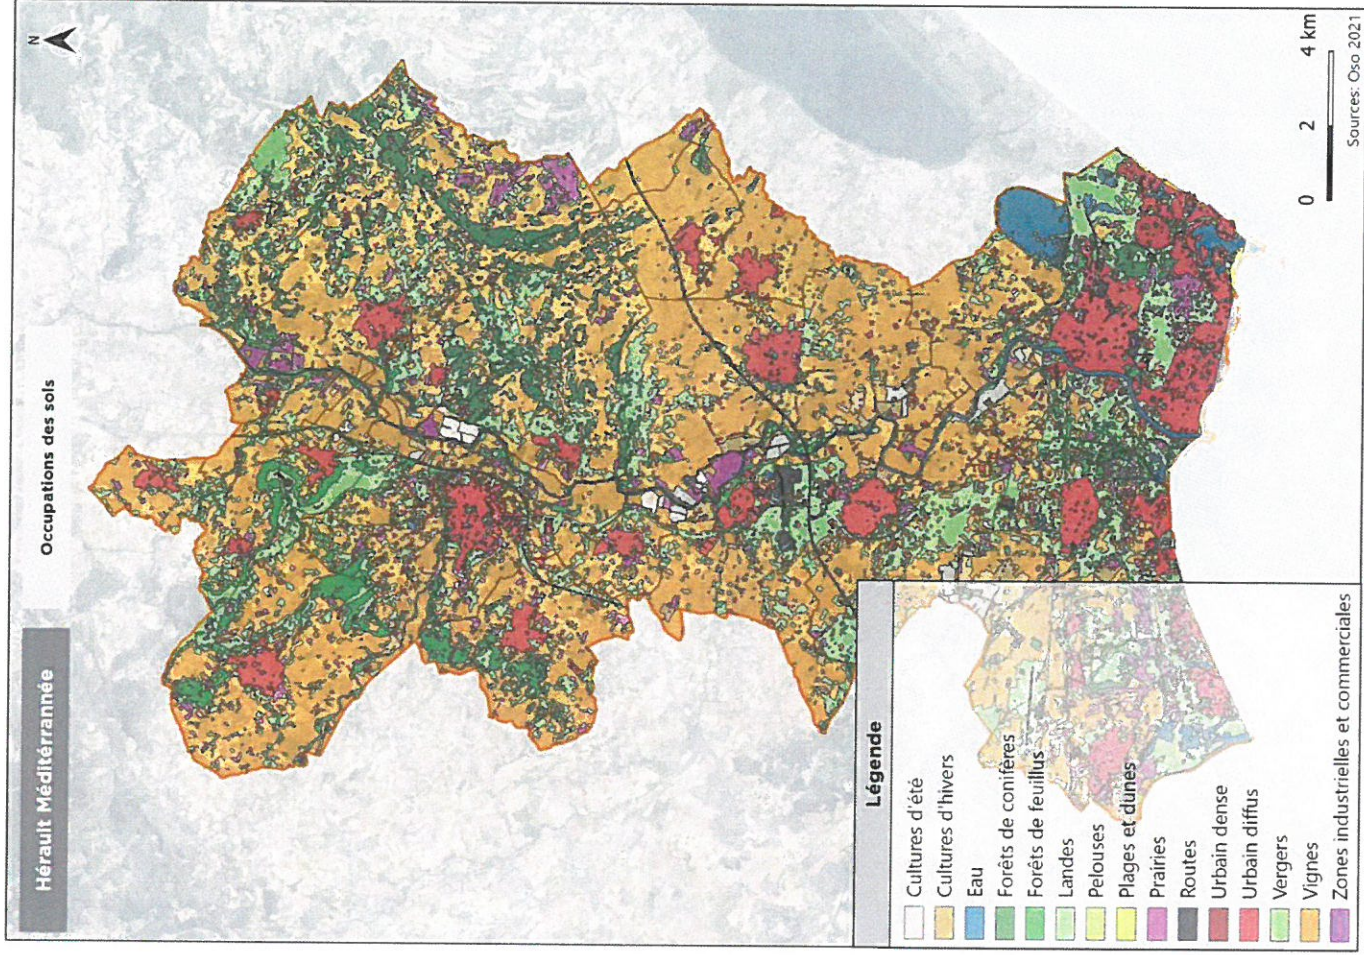 Hérault Méditérrannée
Occupations des sols
N
Légende
Cultures d'été
Cultures d'hivers
Eau
Forêts de conifères
Forêts de feuillus
Landes
Pelouses
Plages et dunes
Prairies
Routes
Urbain dense
Urbain diffus
Vergers
Vignes
Zones industrielles et commerciales
0 2 4 km
Sources: Oso 2021